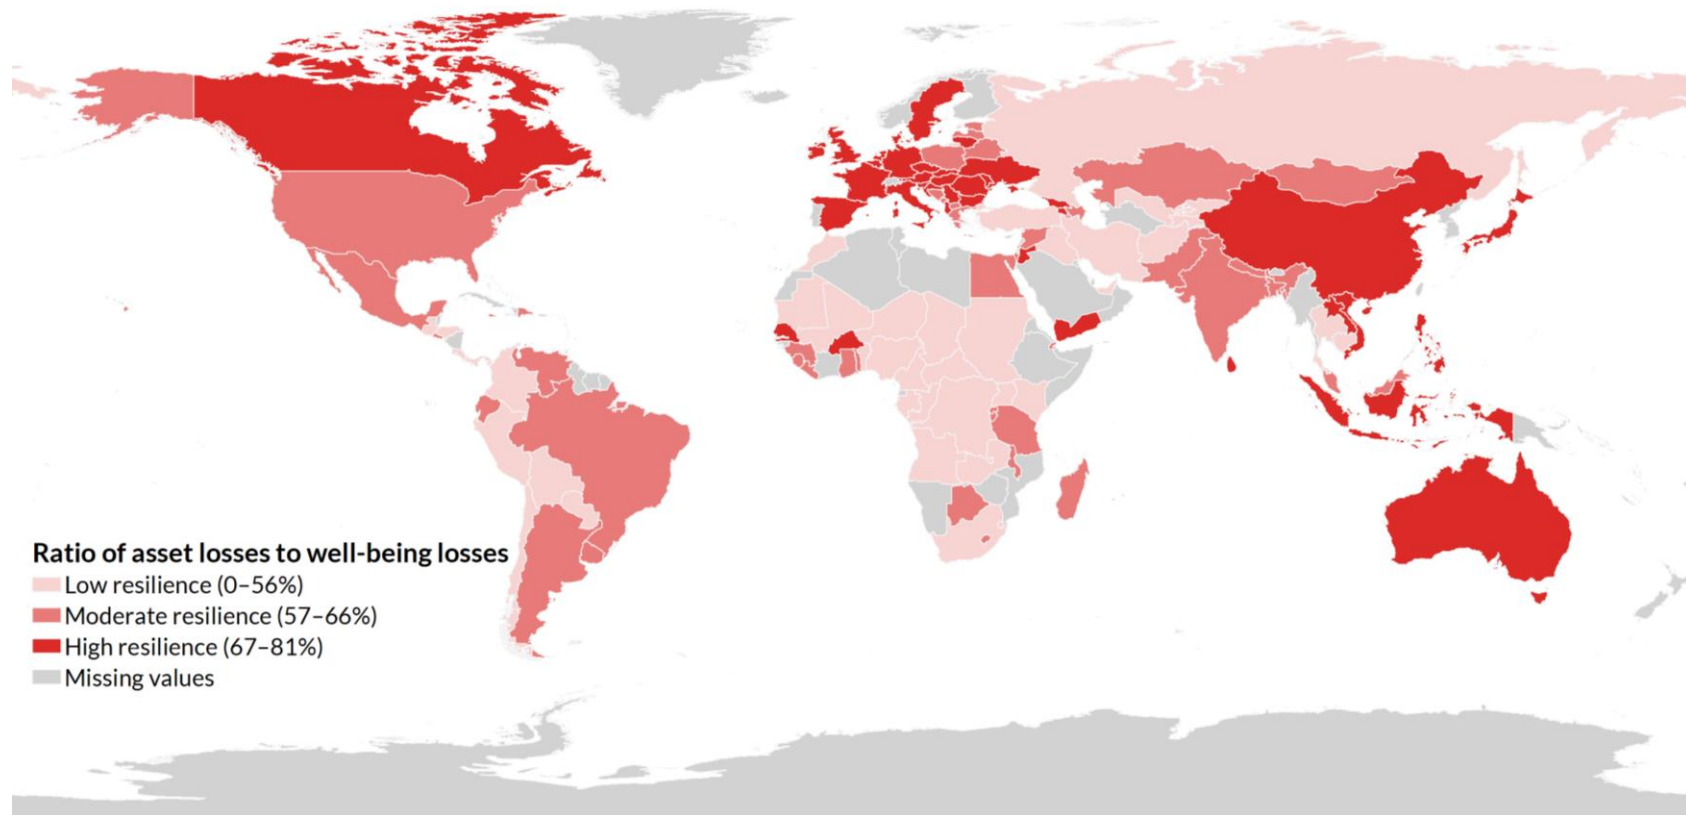 Ratio of asset losses to well-being losses
Low resilience (0–56%)
Moderate resilience (57–66%)
High resilience (67–81%)
Missing values